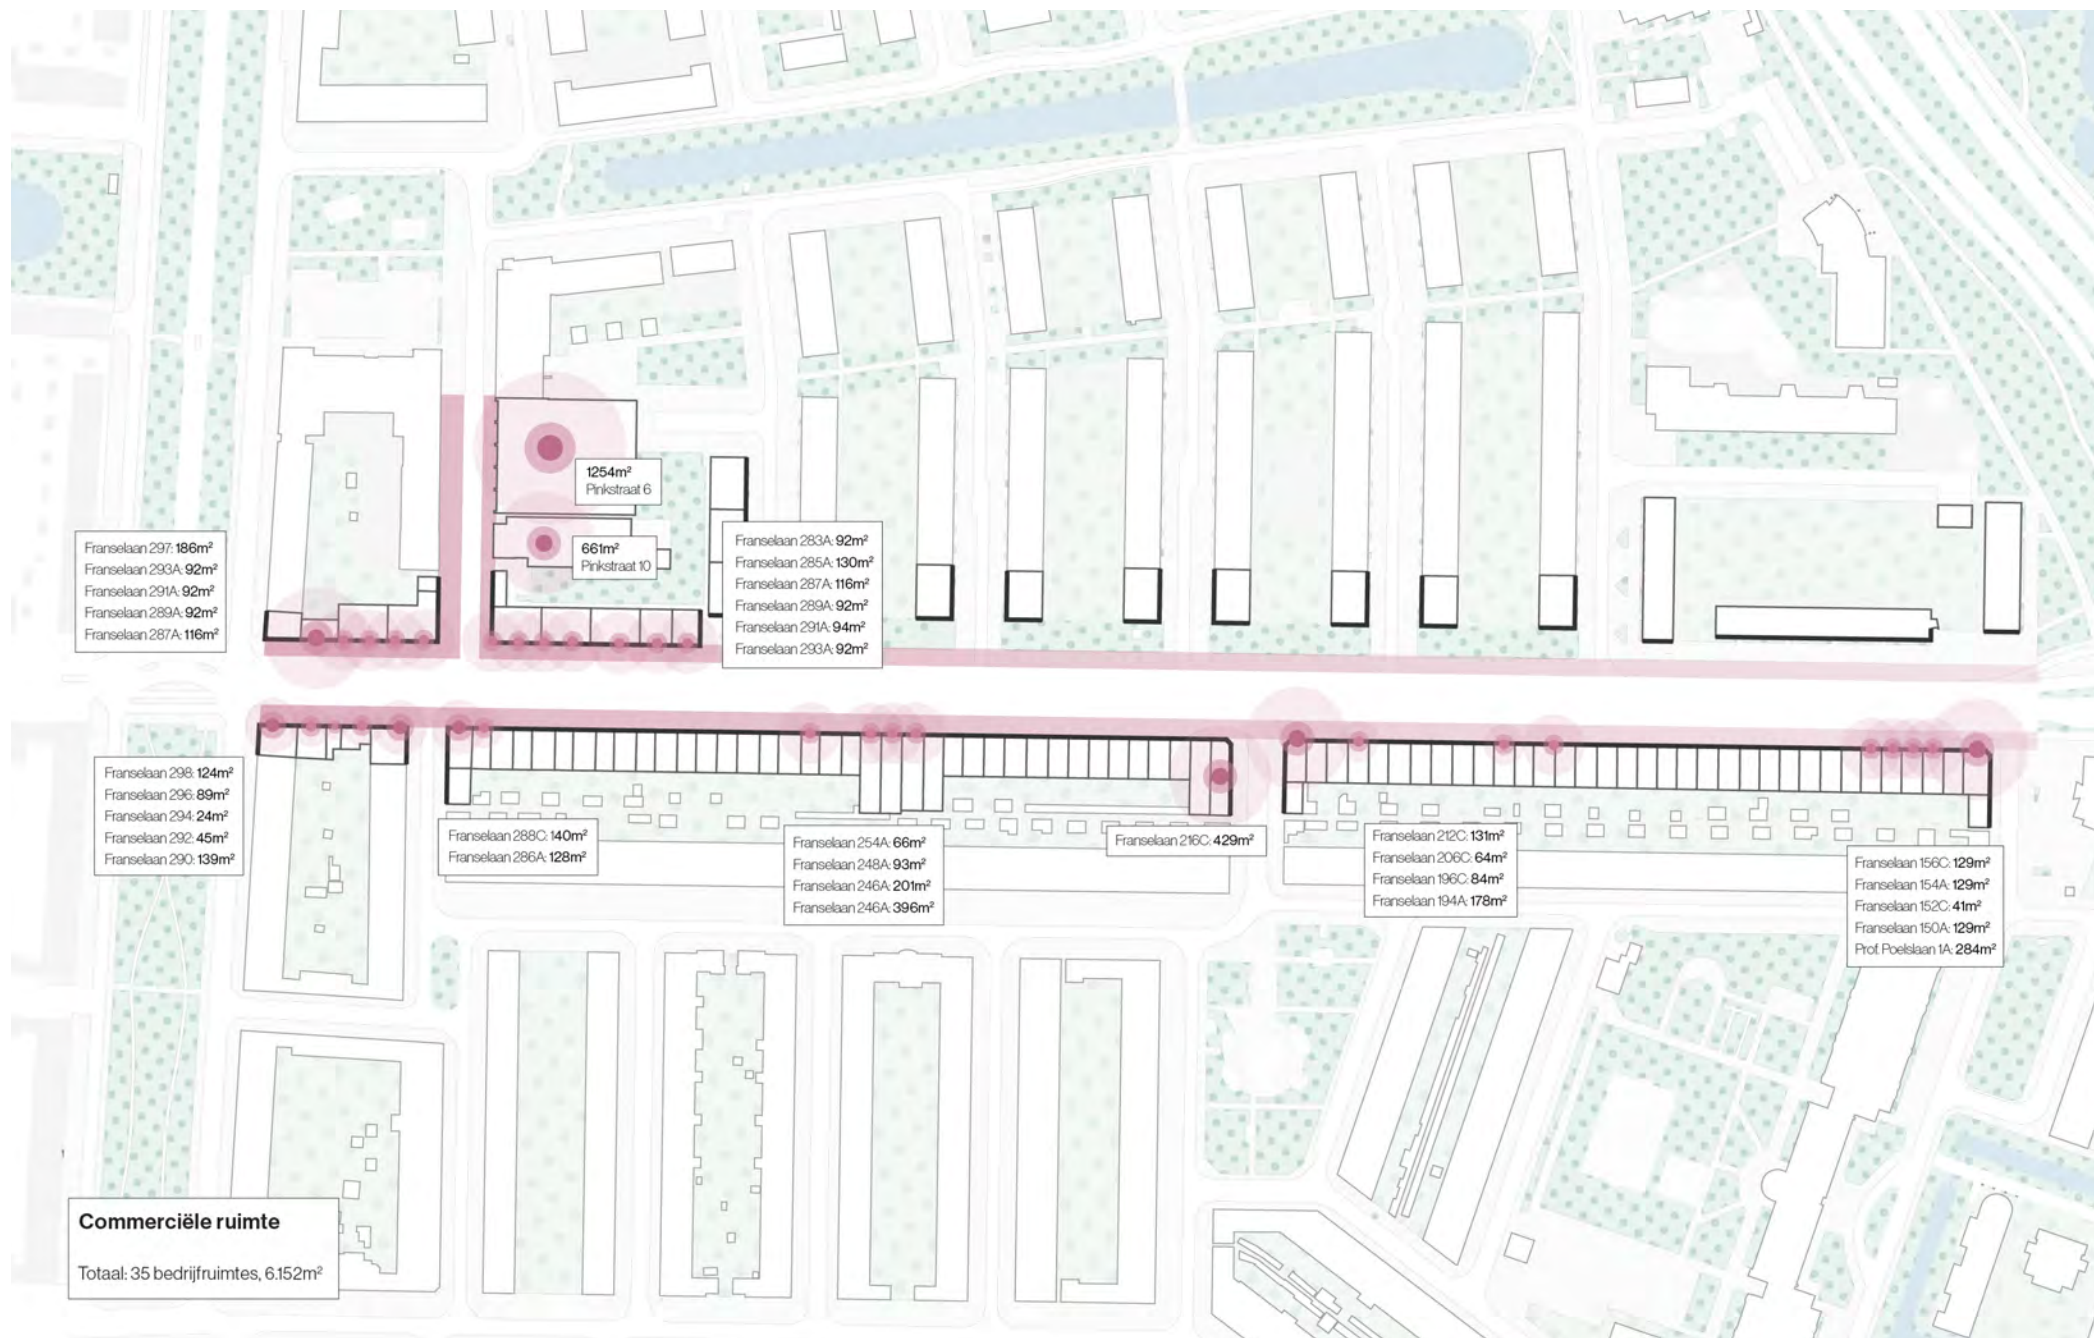 1254m²
Pinkstraat 6
661m²
Pinkstraat 10
Franselaan 297: 186m²
Franselaan 293A: 92m²
Franselaan 291A: 92m²
Franselaan 289A: 92m²
Franselaan 287A: 116m²
Franselaan 283A: 92m²
Franselaan 285A: 130m²
Franselaan 287A: 116m²
Franselaan 289A: 92m²
Franselaan 291A: 94m²
Franselaan 293A: 92m²
Franselaan 298: 124m²
Franselaan 296: 89m²
Franselaan 294: 24m²
Franselaan 292: 45m²
Franselaan 290: 139m²
Franselaan 288C: 140m²
Franselaan 286A: 128m²
Franselaan 254A: 66m²
Franselaan 248A: 93m²
Franselaan 246A: 201m²
Franselaan 246A: 396m²
Franselaan 216C: 429m²
Franselaan 212C: 131m²
Franselaan 206C: 64m²
Franselaan 196C: 84m²
Franselaan 194A: 178m²
Franselaan 156C: 129m²
Franselaan 154A: 129m²
Franselaan 152C: 41m²
Franselaan 150A: 129m²
Prof. Poelslaan 1A: 284m²
Commerciële ruimte
Totaal: 35 bedrijfruimtes, 6.152m²